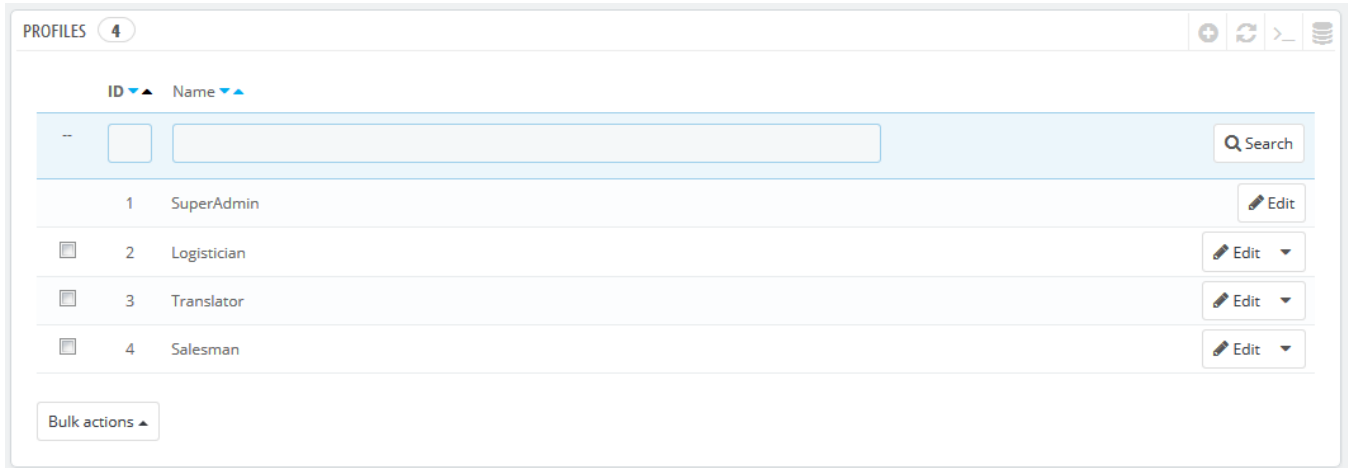 PROFILES 4
ID Name
-- Search
1 SuperAdmin Edit
2 Logistician Edit
3 Translator Edit
4 Salesman Edit
Bulk actions